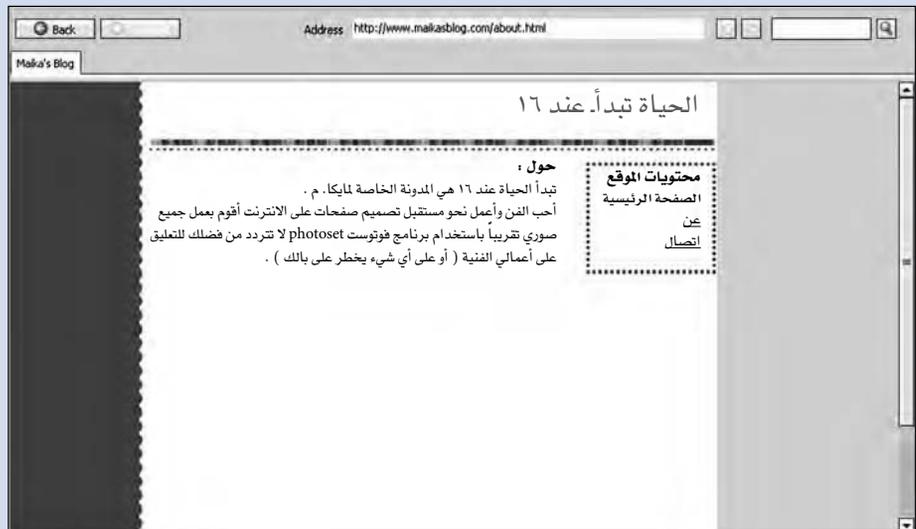 Back
Address http://www.maikasblog.com/about.html
Maika's Blog
الحياة تبدأ. عند ١٦
محتويات الموقع
الصفحة الرئيسية
عن
اتصال
حول :
تبدأ الحياة عند ١٦ هي المدونة الخاصة لمايكا. م .
أحب الفن وأعمل نحو مستقبل تصميم صفحات على الانترنت أقوم بعمل جميع
صوري تقريباً باستخدام برنامج فوتوست photoset لا تتردد من فضلك للتعليق
على أعمالي الفنية ( أو على أي شيء يخطر على بالك ) .